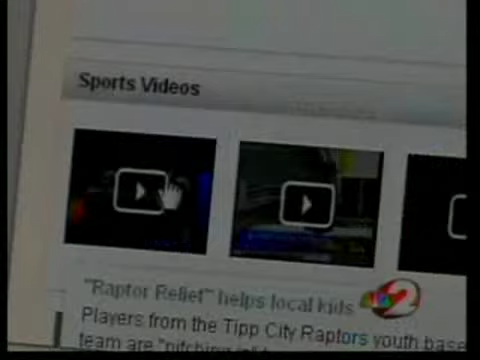 Sports Videos
"Raptor Relief" helps local kids
2
Players from the Tipp City Raptors youth base
team are "pitching